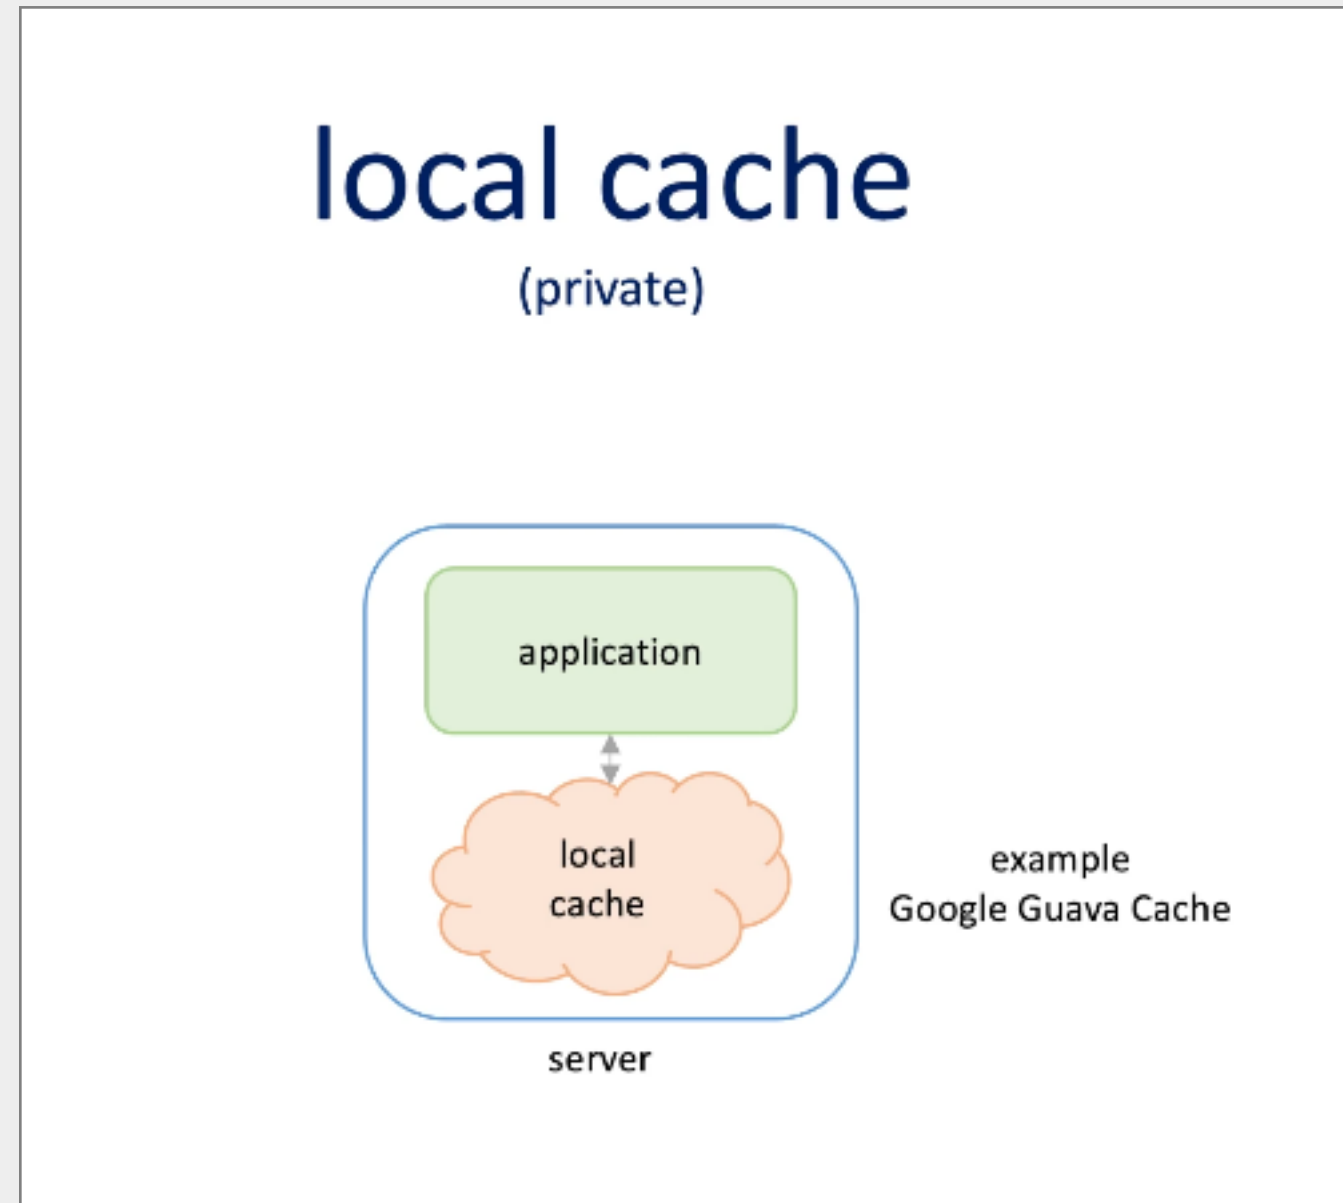 local cache
(private)
application
local
cache
example
Google Guava Cache
server